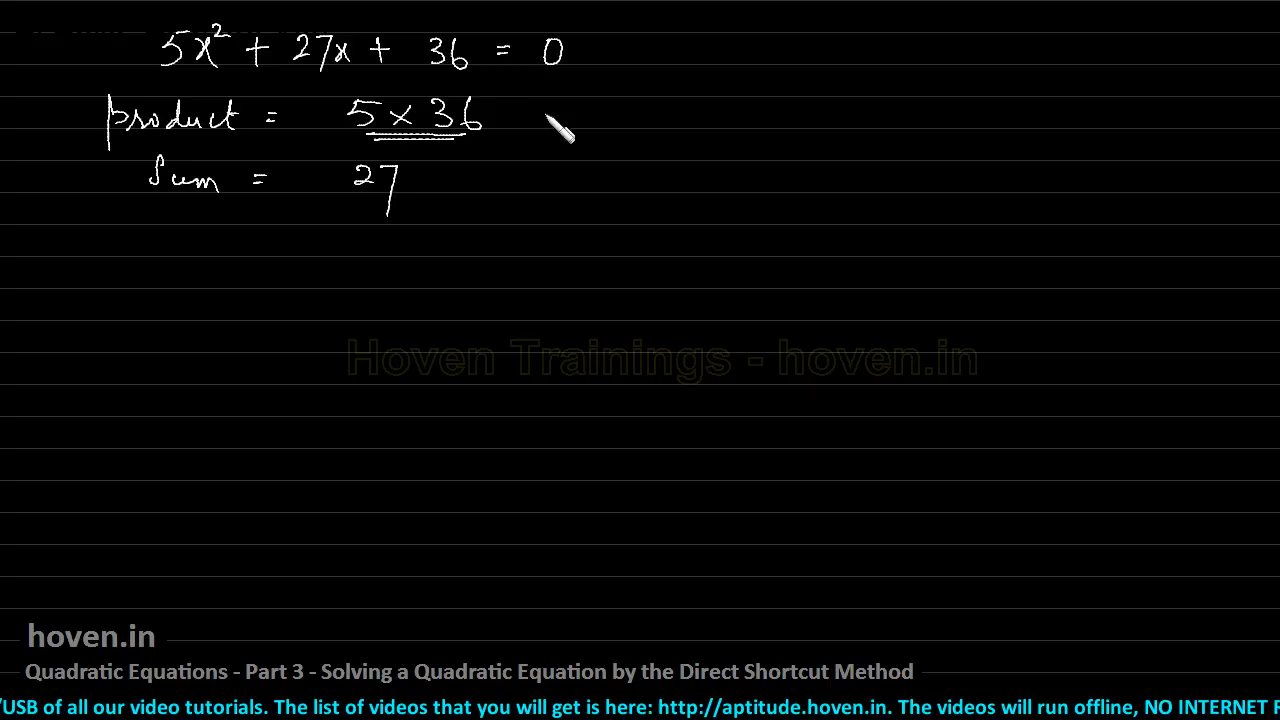 5x² + 27x + 36 = 0
product = 5 × 36
Sum = 27
Hoven Trainings - hoven.in
hoven.in
Quadratic Equations - Part 3 - Solving a Quadratic Equation by the Direct Shortcut Method
/USB of all our video tutorials. The list of videos that you will get is here: http://aptitude.hoven.in. The videos will run offline, NO INTERNET